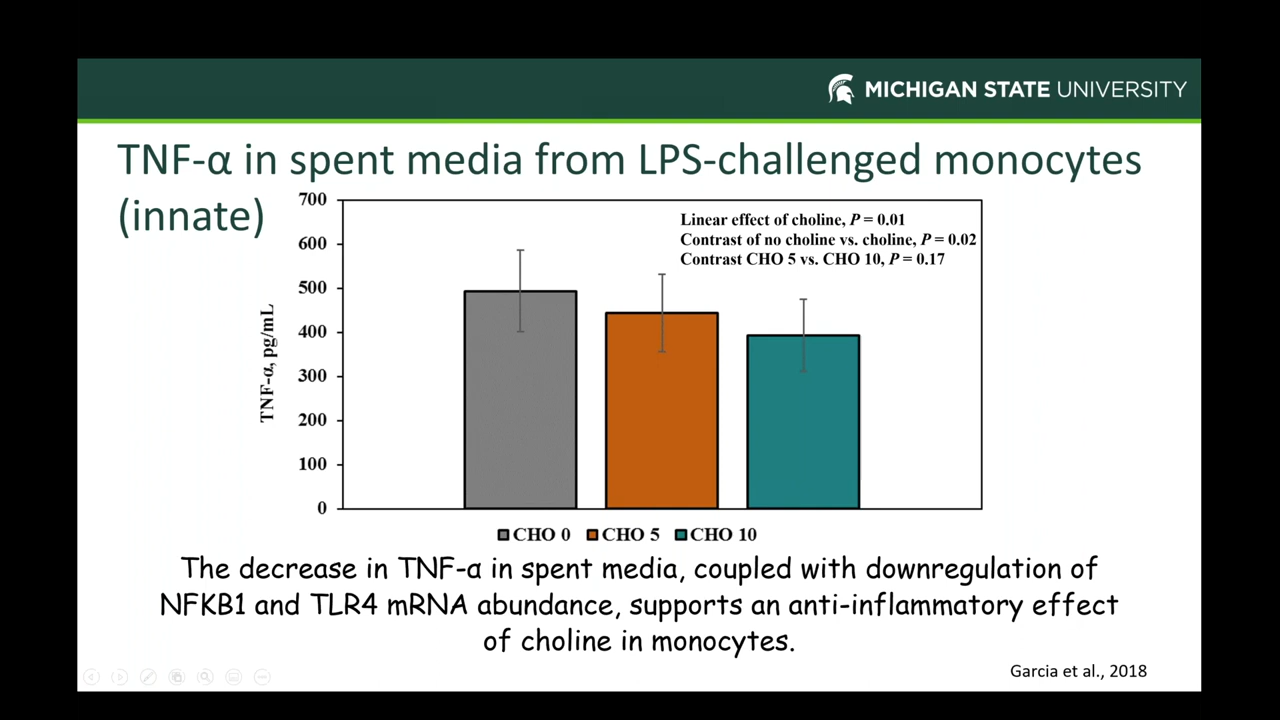 MICHIGAN STATE UNIVERSITY
TNF-α in spent media from LPS-challenged monocytes
(innate)
700
600
500
400
300
200
100
0
TNF-α, pg/mL
Linear effect of choline, P = 0.01
Contrast of no choline vs. choline, P = 0.02
Contrast CHO 5 vs. CHO 10, P = 0.17
CHO 0 CHO 5 CHO 10
The decrease in TNF-α in spent media, coupled with downregulation of
NFKB1 and TLR4 mRNA abundance, supports an anti-inflammatory effect
of choline in monocytes.
Garcia et al., 2018